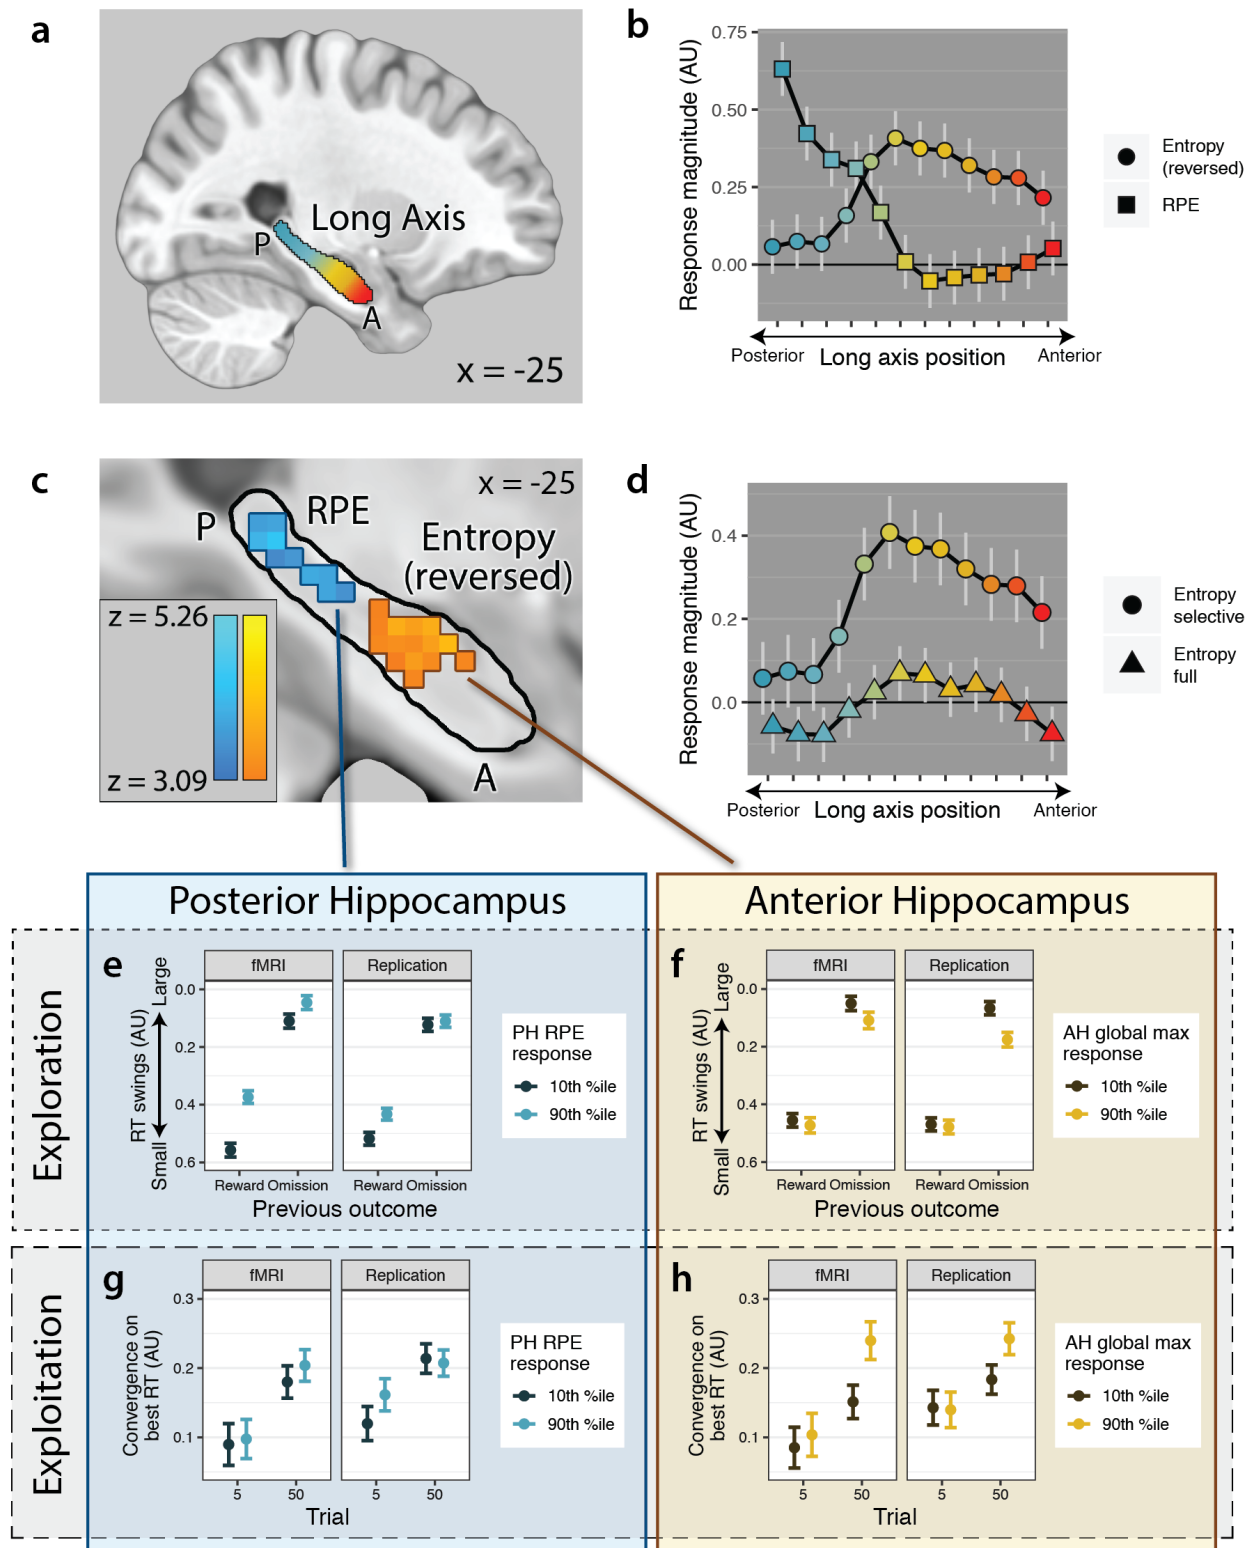 a
Long Axis
P
A
x = -25
b
Response magnitude (AU)
0.75
0.50
0.25
0.00
Posterior
Long axis position
Anterior
Entropy
(reversed)
RPE
c
x = -25
P
RPE
Entropy
(reversed)
A
z = 5.26
z = 3.09
d
Response magnitude (AU)
0.4
0.2
0.0
Posterior
Long axis position
Anterior
Entropy
selective
Entropy
full
Posterior Hippocampus
Anterior Hippocampus
Exploration
e
fMRI
Replication
RT swings (AU)
Small
Large
0.0
0.2
0.4
0.6
Reward Omission
Reward Omission
Previous outcome
PH RPE
response
10th %ile
90th %ile
f
fMRI
Replication
RT swings (AU)
Small
Large
0.0
0.2
0.4
0.6
Reward Omission
Reward Omission
Previous outcome
AH global max
response
10th %ile
90th %ile
Exploitation
g
fMRI
Replication
Convergence on
best RT (AU)
0.3
0.2
0.1
5
50
5
50
Trial
PH RPE
response
10th %ile
90th %ile
h
fMRI
Replication
Convergence on
best RT (AU)
0.3
0.2
0.1
5
50
5
50
Trial
AH global max
response
10th %ile
90th %ile